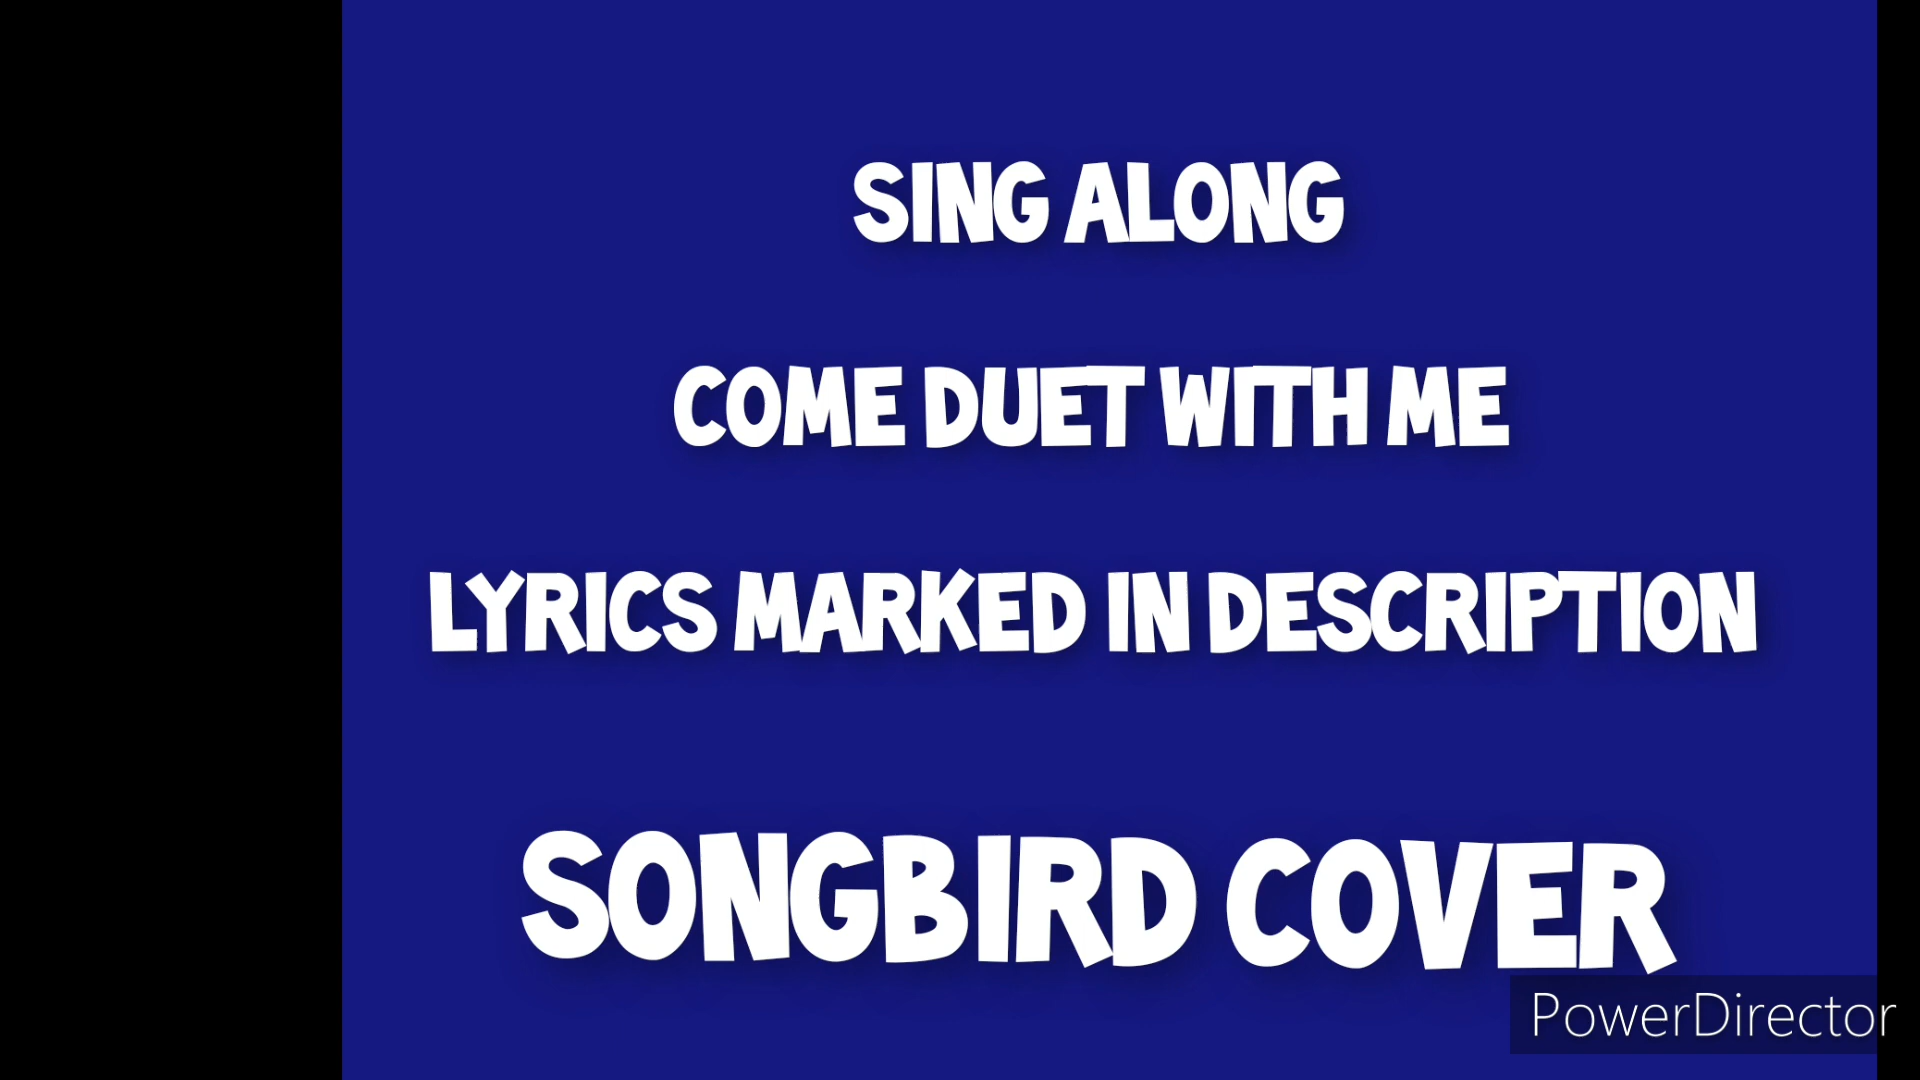 SING ALONG
COME DUET WITH ME
LYRICS MARKED IN DESCRIPTION
SONGBIRD COVER
PowerDirector